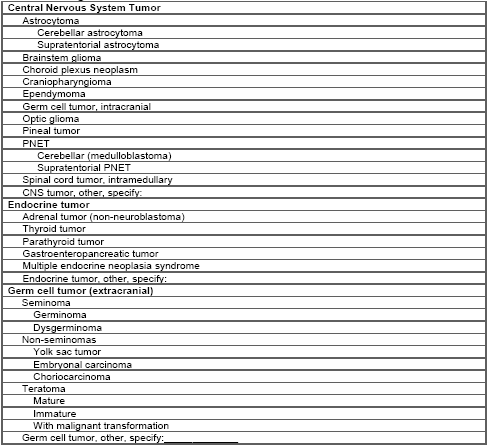 Central Nervous System Tumor
Astrocytoma
Cerebellar astrocytoma
Supratentorial astrocytoma
Brainstem glioma
Choroid plexus neoplasm
Craniopharyngioma
Ependymoma
Germ cell tumor, intracranial
Optic glioma
Pineal tumor
PNET
Cerebellar (medulloblastoma)
Supratentorial PNET
Spinal cord tumor, intramedullary
CNS tumor, other, specify:
Endocrine tumor
Adrenal tumor (non-neuroblastoma)
Thyroid tumor
Parathyroid tumor
Gastroenteropancreatic tumor
Multiple endocrine neoplasia syndrome
Endocrine tumor, other, specify:
Germ cell tumor (extracranial)
Seminoma
Germinoma
Dysgerminoma
Non-seminomas
Yolk sac tumor
Embryonal carcinoma
Choriocarcinoma
Teratoma
Mature
Immature
With malignant transformation
Germ cell tumor, other, specify:______________